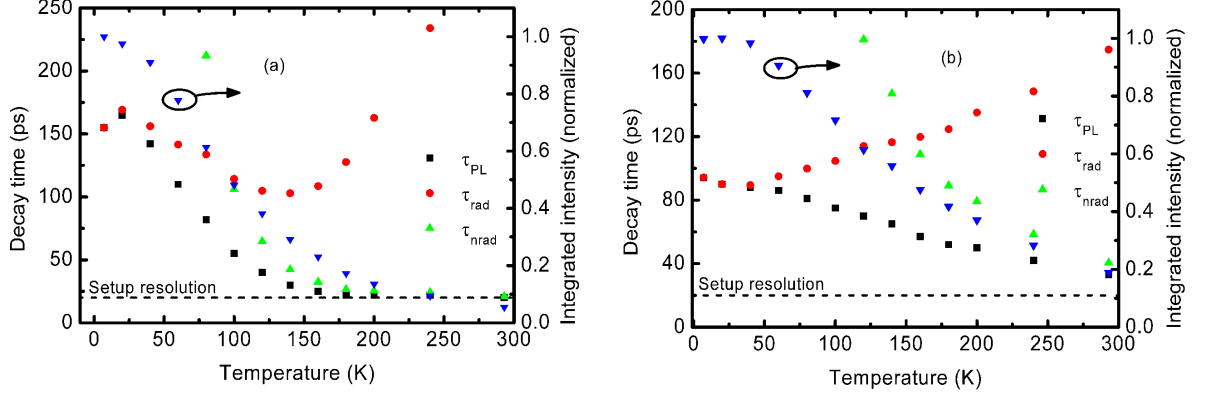 (a)
250
200
150
100
50
0
Decay time (ps)
1.0
0.8
0.6
0.4
0.2
0.0
Integrated intensity (normalized)
τPL
τrad
τnrad
Setup resolution
0 50 100 150 200 250 300
Temperature (K)
(b)
200
160
120
80
40
0
Decay time (ps)
1.0
0.8
0.6
0.4
0.2
0.0
Integrated intensity (normalized)
τPL
τrad
τnrad
Setup resolution
0 50 100 150 200 250 300
Temperature (K)